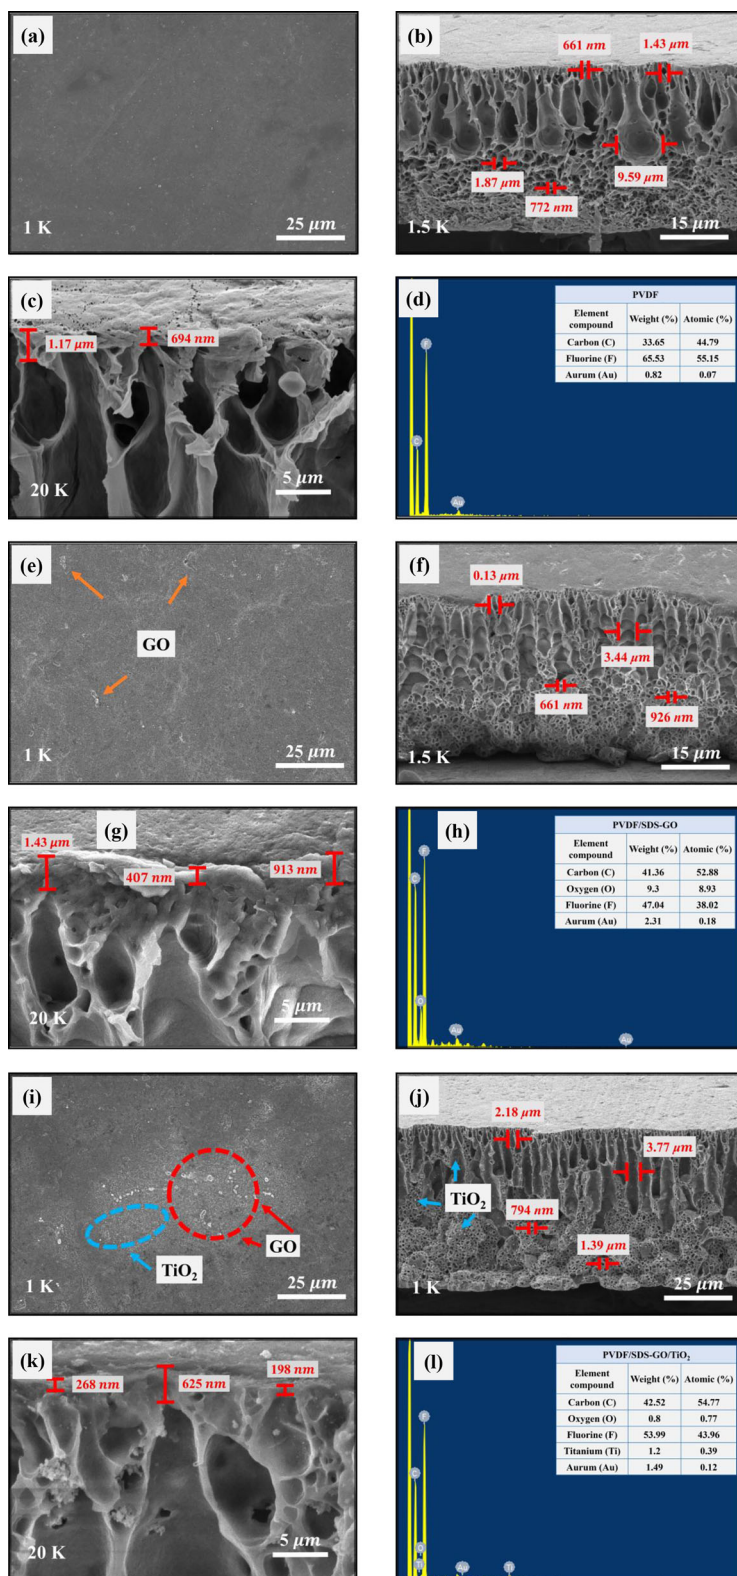 (a)
1 K
25 μm
(b)
661 nm
1.43 μm
1.87 μm
9.59 μm
772 nm
1.5 K
15 μm
(c)
1.17 μm
694 nm
20 K
5 μm
(d)
PVDF
Element compound Weight (%) Atomic (%)
Carbon (C) 33.65 44.79
Fluorine (F) 65.53 55.15
Aurum (Au) 0.82 0.07
F
C
Au
(e)
GO
1 K
25 μm
(f)
0.13 μm
3.44 μm
661 nm
926 nm
1.5 K
15 μm
(g)
1.43 μm
407 nm
913 nm
20 K
5 μm
(h)
PVDF/SDS-GO
Element compound Weight (%) Atomic (%)
Carbon (C) 41.36 52.88
Oxygen (O) 9.3 8.93
Fluorine (F) 47.04 38.02
Aurum (Au) 2.31 0.18
F
C
O
Au
Au
(i)
GO
TiO2
1 K
25 μm
(j)
2.18 μm
3.77 μm
TiO2
794 nm
1.39 μm
1 K
25 μm
(k)
268 nm
625 nm
198 nm
20 K
5 μm
(l)
PVDF/SDS-GO/TiO2
Element compound Weight (%) Atomic (%)
Carbon (C) 42.52 54.77
Oxygen (O) 0.8 0.77
Fluorine (F) 53.99 43.96
Titanium (Ti) 1.2 0.39
Aurum (Au) 1.49 0.12
F
C
O
Ti
Au
Ti